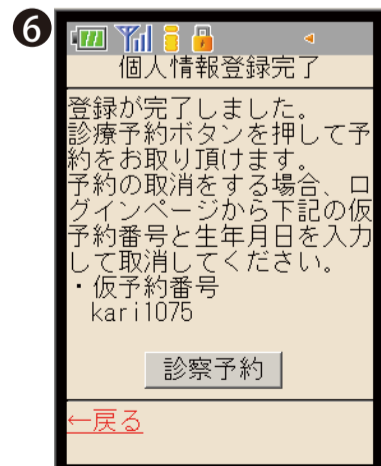 ❻
個人情報登録完了
登録が完了しました。
診療予約ボタンを押して予
約をお取り頂けます。
予約の取消をする場合、ロ
グインページから下記の仮
予約番号と生年月日を入力
して取消してください。
・仮予約番号
kari1075
診察予約
←戻る